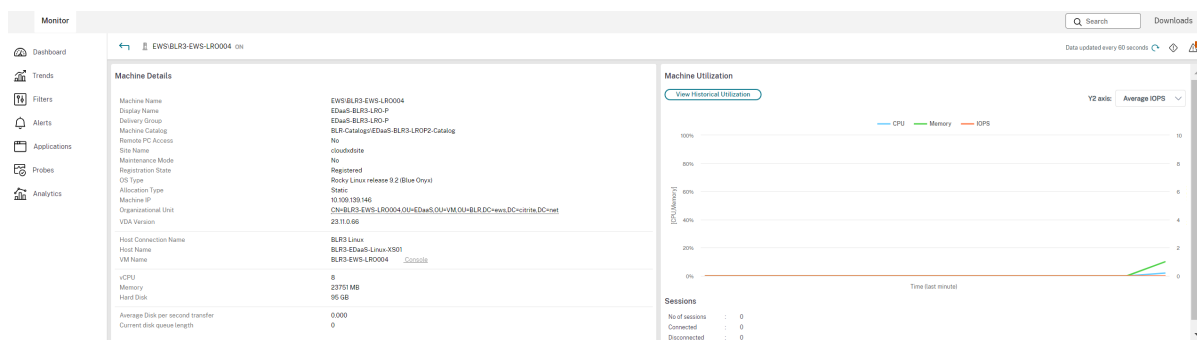 Monitor
Search
Downloads
Dashboard
Trends
Filters
Alerts
Applications
Probes
Analytics
EWS\BLR3-EWS-LRO004 ON
Data updated every 60 seconds
Machine Details
Machine Name EWS\BLR3-EWS-LRO004
Display Name EDaaS-BLR3-LRO-P
Delivery Group EDaaS-BLR3-LRO-P
Machine Catalog BLR-Catalogs\EDaaS-BLR3-LROP2-Catalog
Remote PC Access No
Site Name cloudxdsite
Maintenance Mode No
Registration State Registered
OS Type Rocky Linux release 9.2 (Blue Onyx)
Allocation Type Static
Machine IP 10.109.139.146
Organizational Unit CN=BLR3-EWS-LRO004,OU=EDaaS,OU=VM,OU=BLR,DC=ews,DC=citrite,DC=net
VDA Version 23.11.0.66
Host Connection Name BLR3 Linux
Host Name BLR3-EDaaS-Linux-XS01
VM Name BLR3-EWS-LRO004 Console
vCPU 8
Memory 23751 MB
Hard Disk 95 GB
Average Disk per second transfer 0.000
Current disk queue length 0
Machine Utilization
View Historical Utilization
Y2 axis: Average IOPS
CPU Memory IOPS
100% 10
80% 8
60% 6
40% 4
20% 2
0% 0
[CPU,Memory]
Time (last minute)
Sessions
No of sessions : 0
Connected : 0
Disconnected : 0